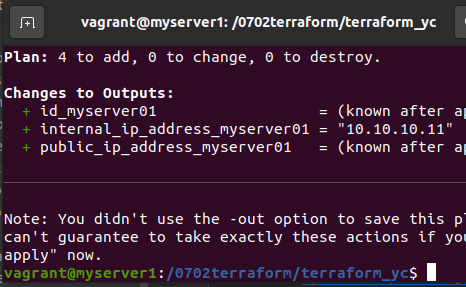 vagrant@myserver1: /0702terraform/terraform_yc
Plan: 4 to add, 0 to change, 0 to destroy.
Changes to Outputs:
+ id_myserver01 = (known after ap
+ internal_ip_address_myserver01 = "10.10.10.11"
+ public_ip_address_myserver01 = (known after ap
Note: You didn't use the -out option to save this pl
can't guarantee to take exactly these actions if you
apply" now.
vagrant@myserver1:/0702terraform/terraform_yc$